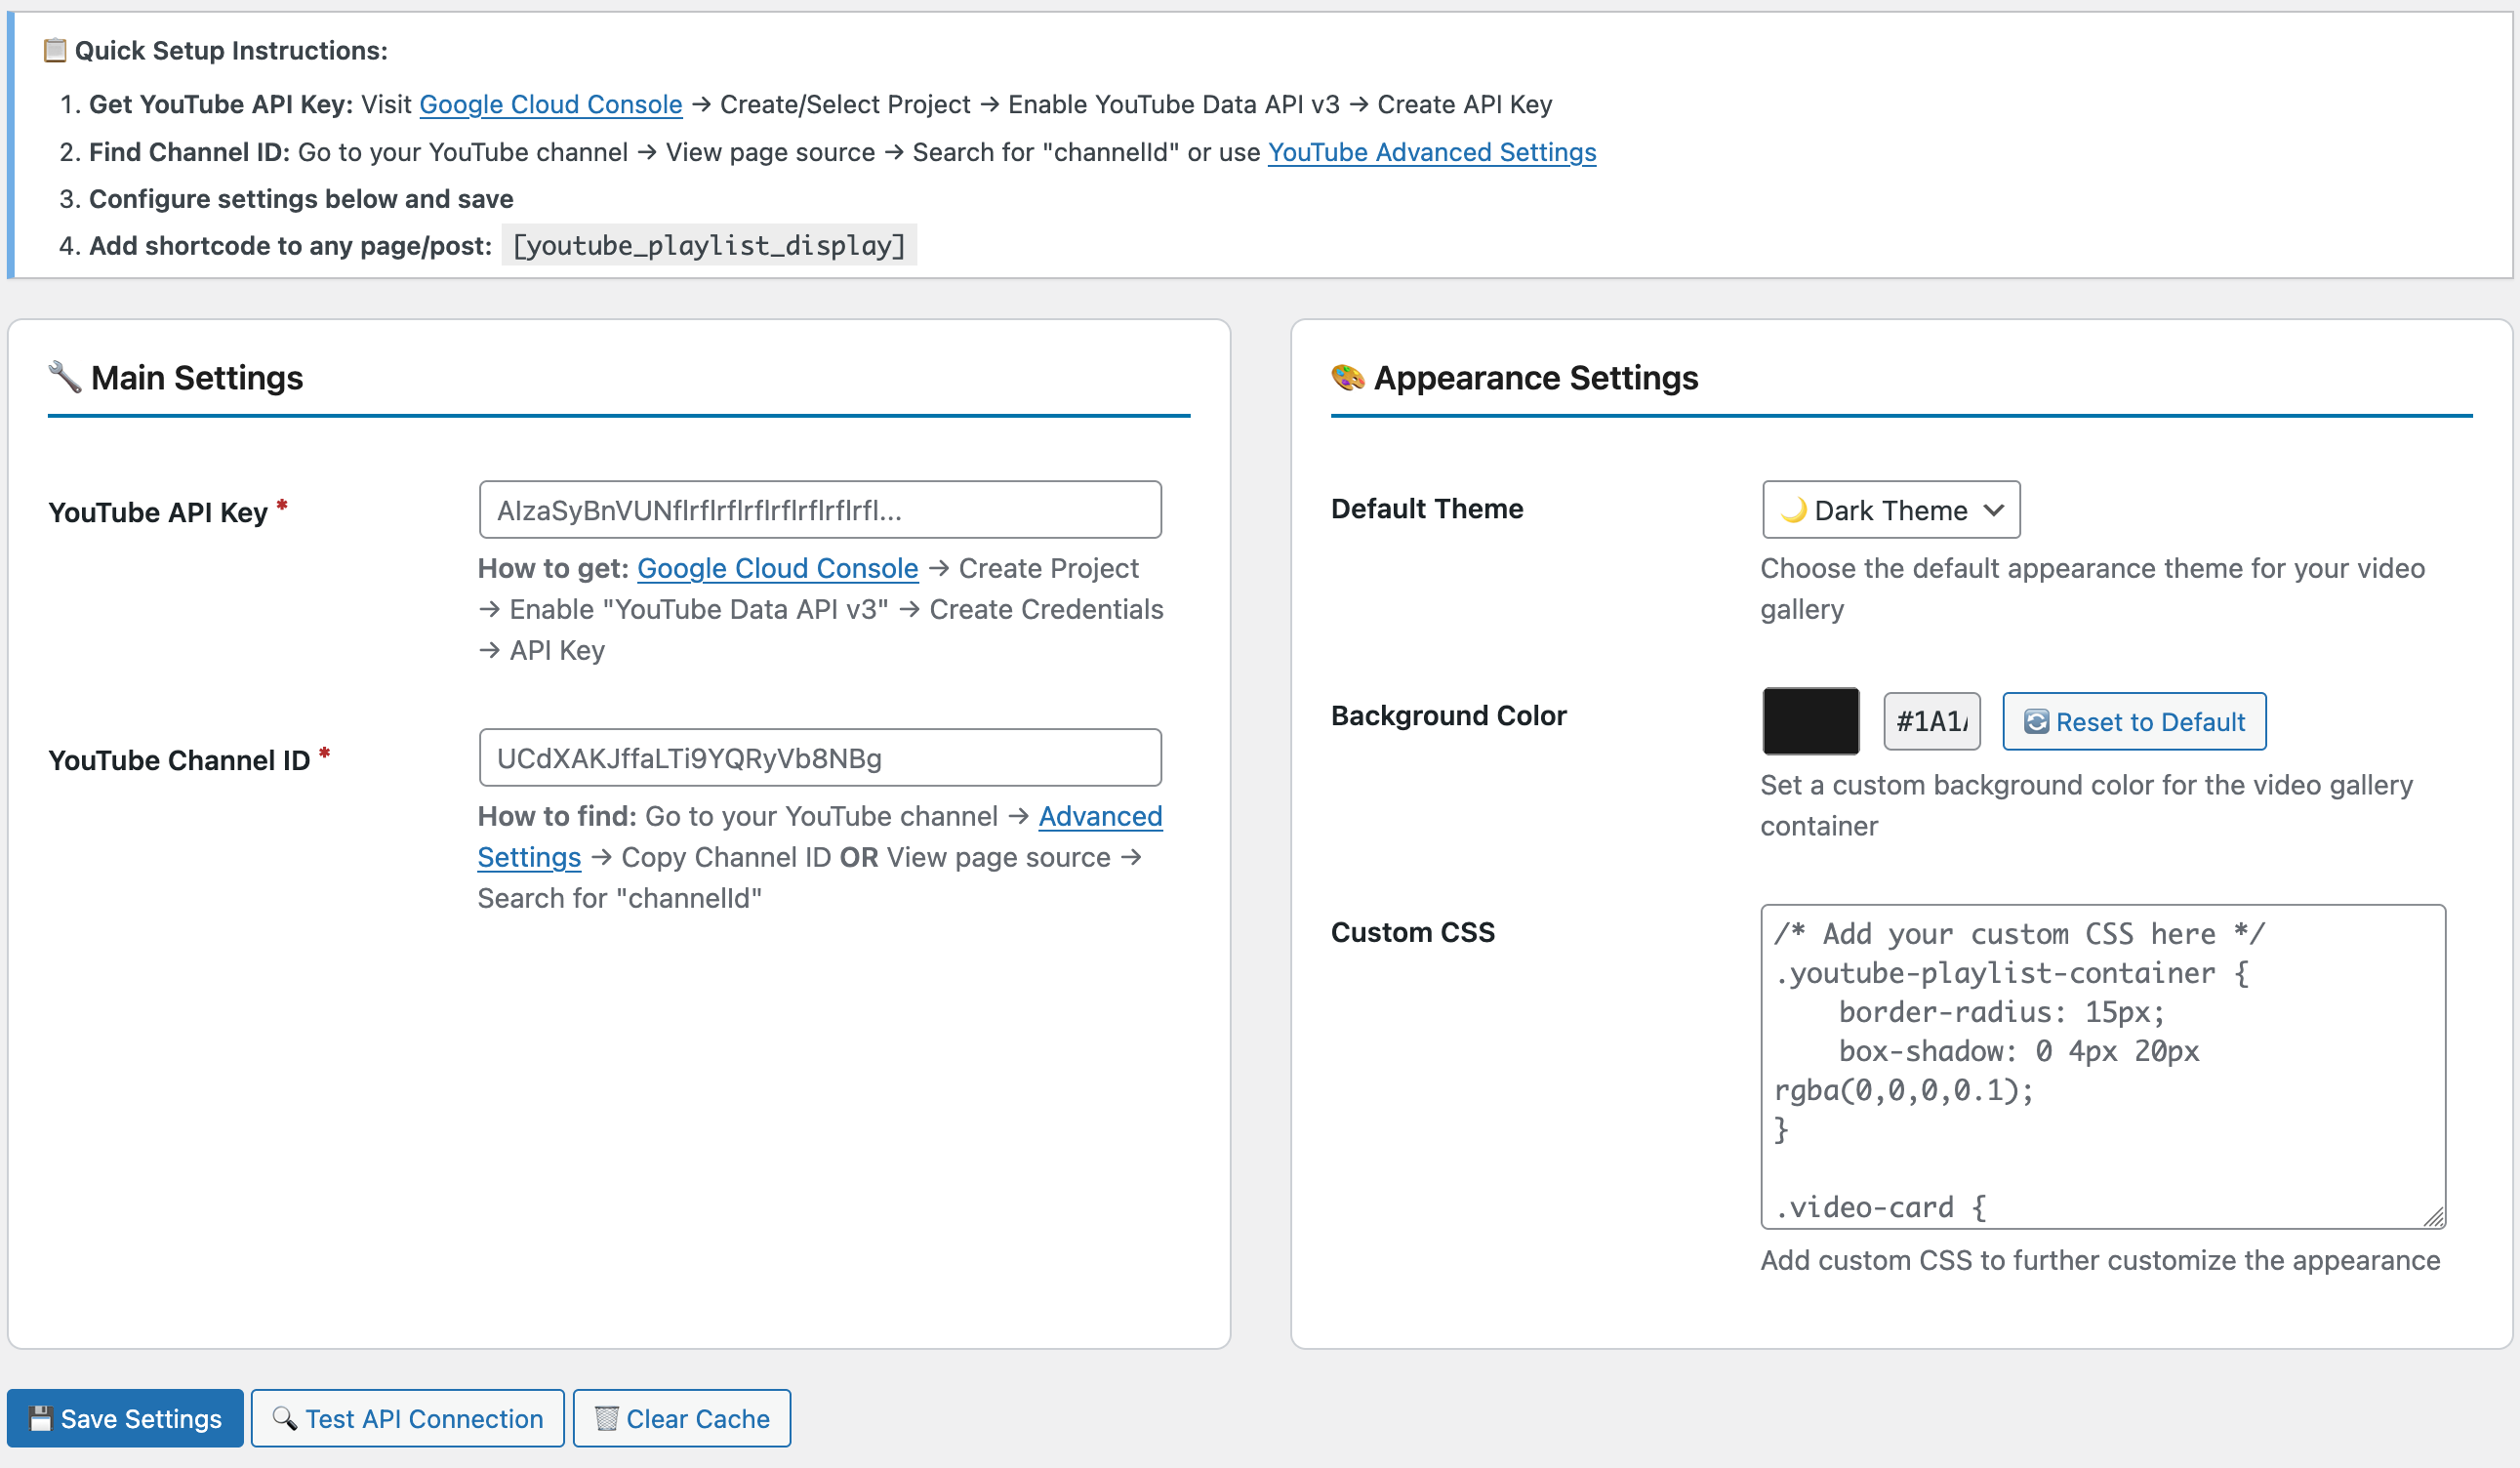 📋 Quick Setup Instructions:
1. Get YouTube API Key: Visit Google Cloud Console → Create/Select Project → Enable YouTube Data API v3 → Create API Key
2. Find Channel ID: Go to your YouTube channel → View page source → Search for "channelId" or use YouTube Advanced Settings
3. Configure settings below and save
4. Add shortcode to any page/post: [youtube_playlist_display]
🔧 Main Settings
YouTube API Key *
AIzaSyBnVUNflrflrflrflrflrflrflrfl...
How to get: Google Cloud Console → Create Project
→ Enable "YouTube Data API v3" → Create Credentials
→ API Key
YouTube Channel ID *
UCdXAKJffaLTi9YQRyVb8NBg
How to find: Go to your YouTube channel → Advanced
Settings → Copy Channel ID OR View page source →
Search for "channelId"
🎨 Appearance Settings
Default Theme
🌙 Dark Theme
Choose the default appearance theme for your video
gallery
Background Color
#1A1
🔄 Reset to Default
Set a custom background color for the video gallery
container
Custom CSS
/* Add your custom CSS here */
.youtube-playlist-container {
    border-radius: 15px;
    box-shadow: 0 4px 20px
rgba(0,0,0,0.1);
}
.video-card {
Add custom CSS to further customize the appearance
💾 Save Settings
🔍 Test API Connection
🗑️ Clear Cache